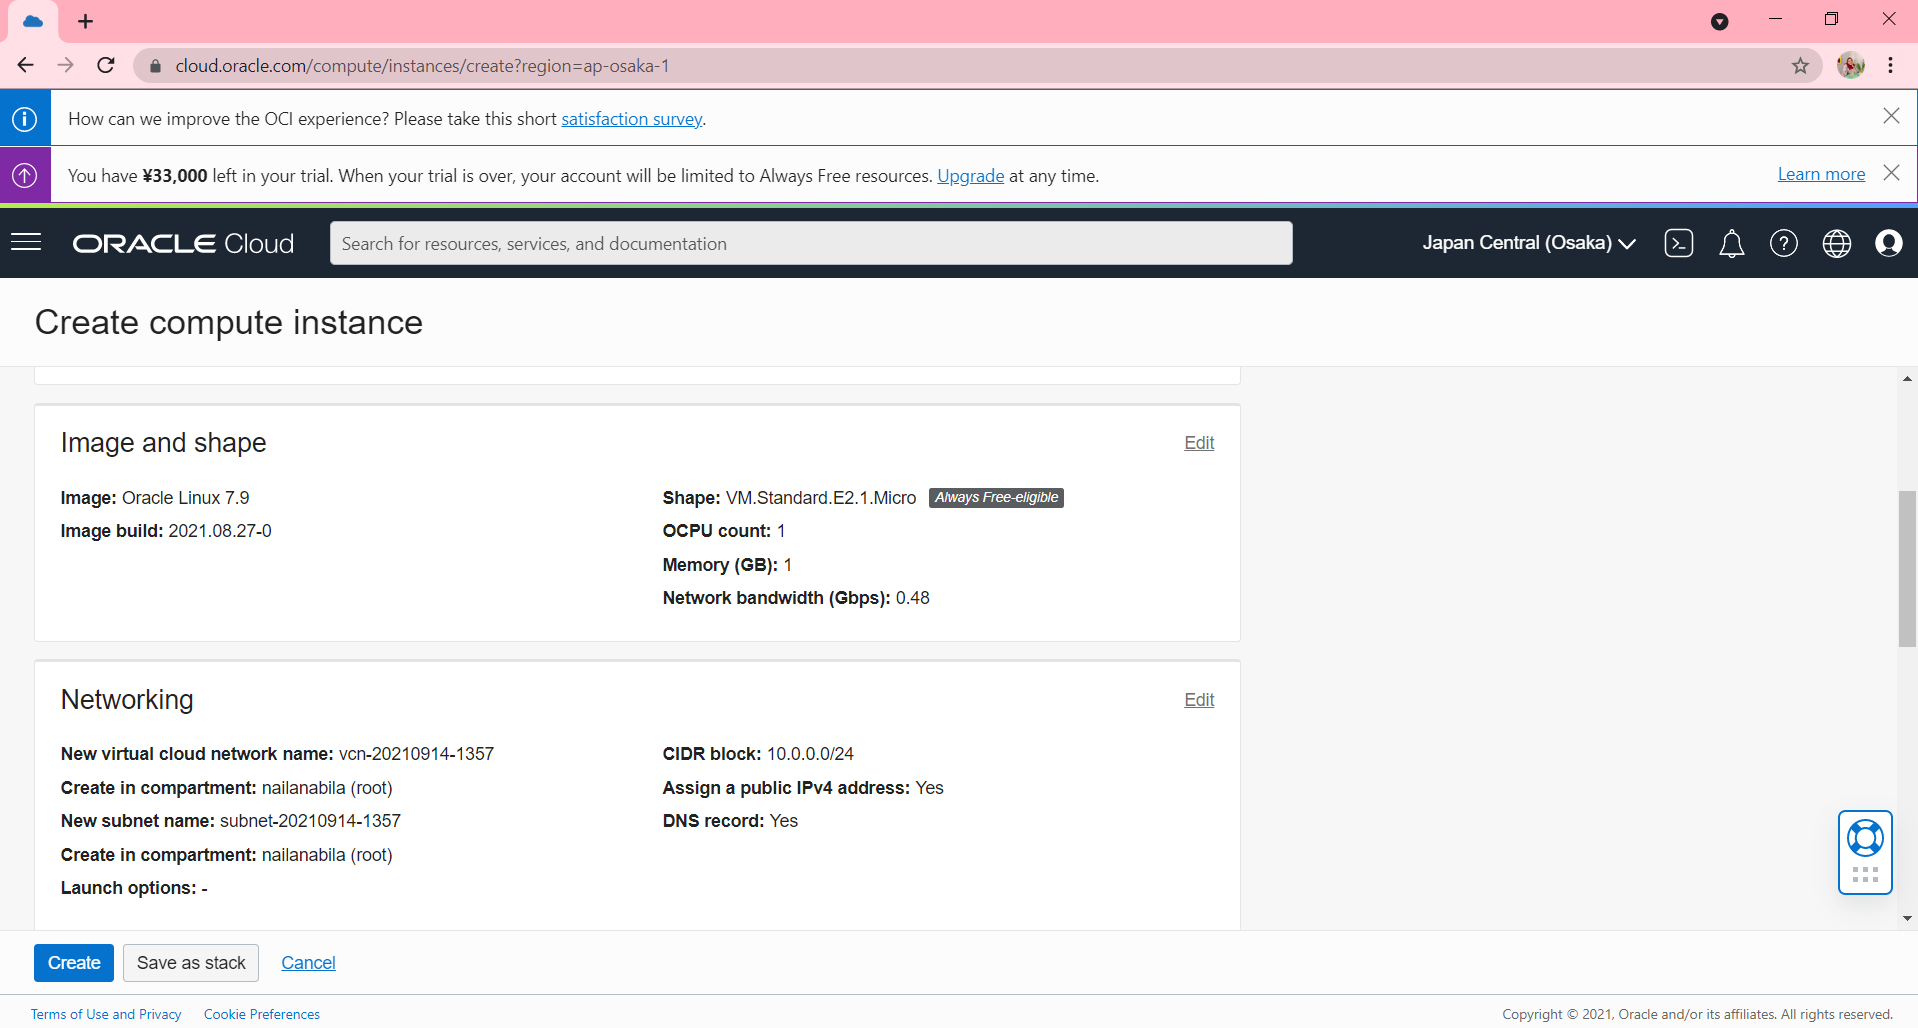 cloud.oracle.com/compute/instances/create?region=ap-osaka-1
How can we improve the OCI experience? Please take this short satisfaction survey.
You have ¥33,000 left in your trial. When your trial is over, your account will be limited to Always Free resources. Upgrade at any time. Learn more
ORACLE Cloud Search for resources, services, and documentation Japan Central (Osaka)
Create compute instance
Image and shape Edit
Image: Oracle Linux 7.9
Image build: 2021.08.27-0
Shape: VM.Standard.E2.1.Micro Always Free-eligible
OCPU count: 1
Memory (GB): 1
Network bandwidth (Gbps): 0.48
Networking Edit
New virtual cloud network name: vcn-20210914-1357
Create in compartment: nailanabila (root)
New subnet name: subnet-20210914-1357
Create in compartment: nailanabila (root)
Launch options: -
CIDR block: 10.0.0.0/24
Assign a public IPv4 address: Yes
DNS record: Yes
Create Save as stack Cancel
Terms of Use and Privacy Cookie Preferences Copyright © 2021, Oracle and/or its affiliates. All rights reserved.